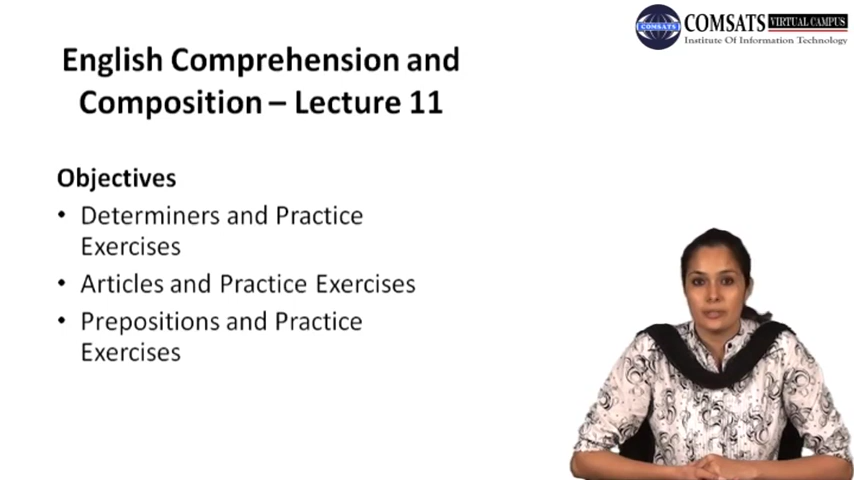 COMSATS VIRTUAL CAMPUS
COMSATS
Institute Of Information Technology
English Comprehension and
Composition – Lecture 11
Objectives
• Determiners and Practice
Exercises
• Articles and Practice Exercises
• Prepositions and Practice
Exercises